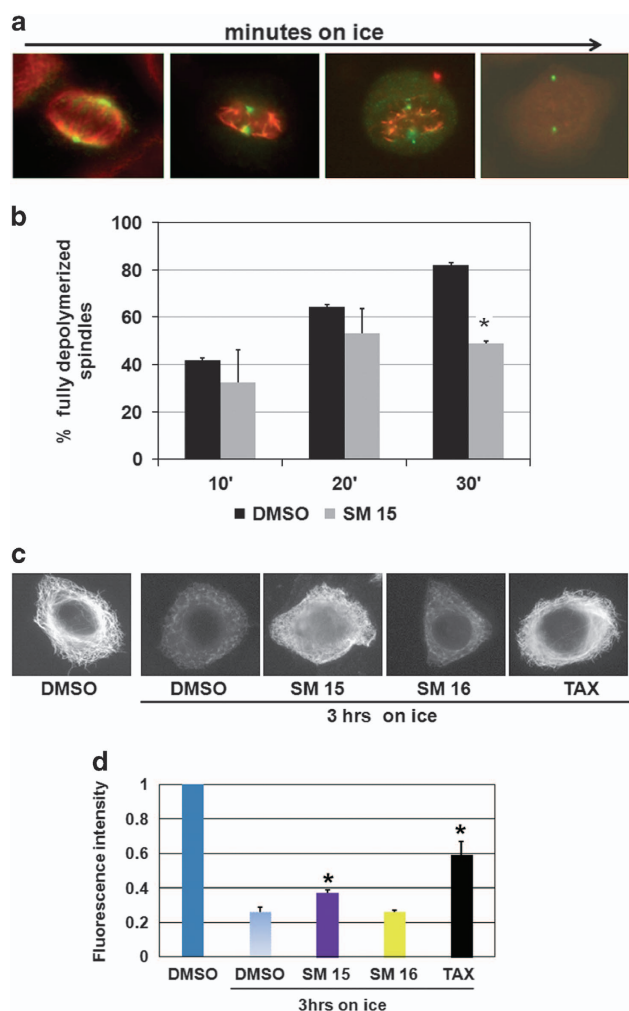 a
minutes on ice
b
% fully depolymerized
spindles
100
80
60
40
20
0
*
10' 20' 30'
DMSO SM 15
c
DMSO DMSO SM 15 SM 16 TAX
3 hrs on ice
d
Fluorescence intensity
1
0.8
0.6
0.4
0.2
0
* *
DMSO DMSO SM 15 SM 16 TAX
3hrs on ice